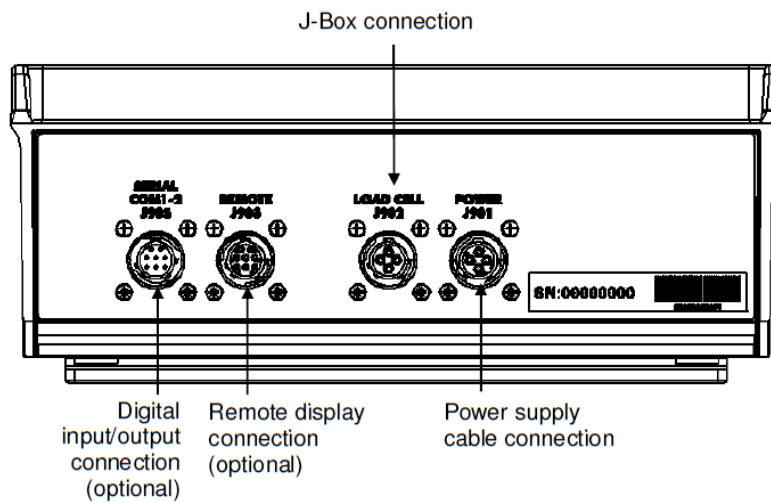 J-Box connection
SERIAL
COM1-2
J906
REMOTE
J903
LOAD CELL
J902
POWER
J901
SN:00000000
Digital
input/output
connection
(optional)
Remote display
connection
(optional)
Power supply
cable connection